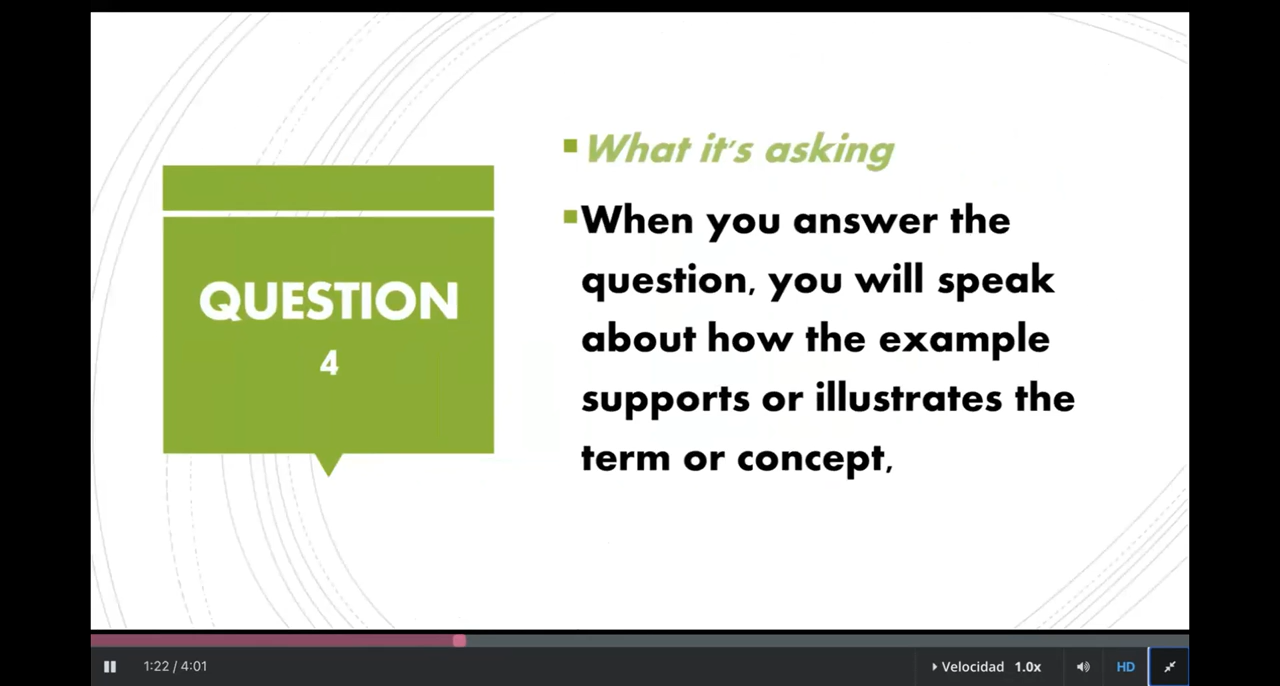 QUESTION
4
What it's asking
When you answer the
question, you will speak
about how the example
supports or illustrates the
term or concept,
1:22 / 4:01
Velocidad 1.0x
HD